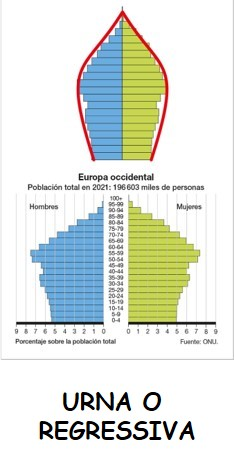 Europa occidental
Población total en 2021: 196 603 miles de personas
Hombres
Mujeres
100+
95-99
90-94
85-89
80-84
75-79
70-74
65-69
60-64
55-59
50-54
45-49
40-44
35-39
30-34
25-29
20-24
15-19
10-14
5-9
0-4
9 8 7 6 5 4 3 2 1 0 0 1 2 3 4 5 6 7 8 9
Porcentaje sobre la población total
Fuente: ONU.
URNA O
REGRESSIVA